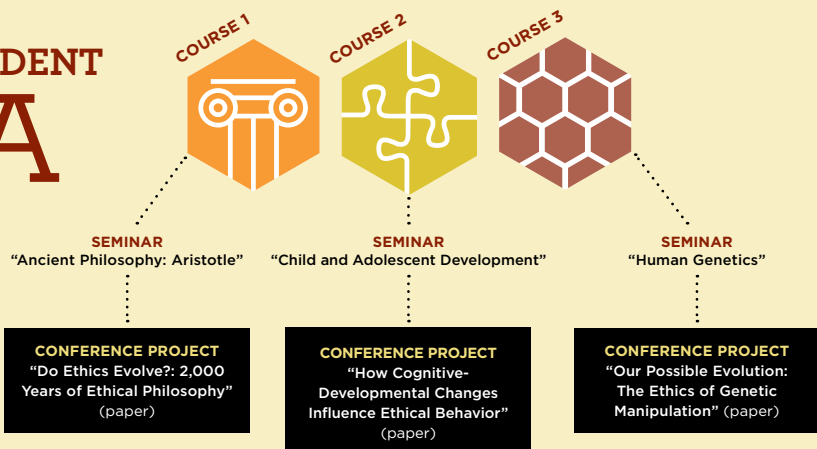 DENT
A
COURSE 1
COURSE 2
COURSE 3
SEMINAR
“Ancient Philosophy: Aristotle”
SEMINAR
“Child and Adolescent Development”
SEMINAR
“Human Genetics”
CONFERENCE PROJECT
“Do Ethics Evolve?: 2,000
Years of Ethical Philosophy”
(paper)
CONFERENCE PROJECT
“How Cognitive-
Developmental Changes
Influence Ethical Behavior”
(paper)
CONFERENCE PROJECT
“Our Possible Evolution:
The Ethics of Genetic
Manipulation” (paper)